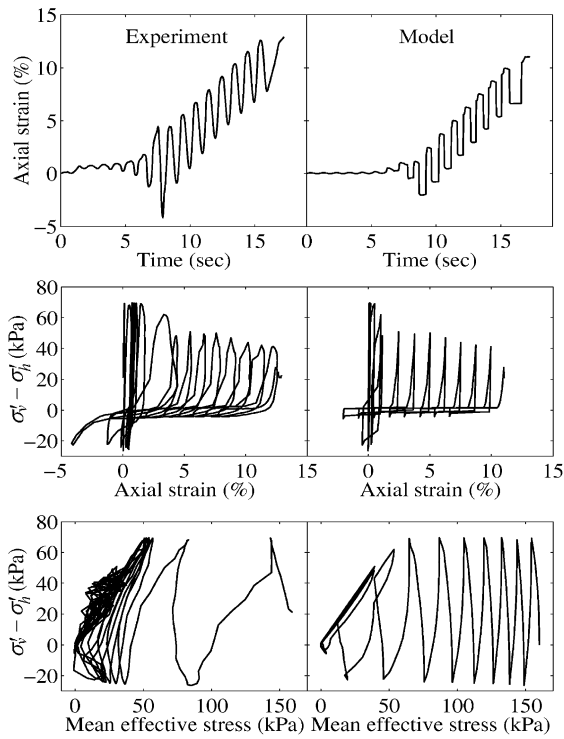 Experiment Model
15
10
5
0
−5
Axial strain (%)
0 5 10 15 0 5 10 15
Time (sec) Time (sec)
80
60
40
20
0
−20
σ′v − σ′h (kPa)
−5 0 5 10 15 −5 0 5 10 15
Axial strain (%) Axial strain (%)
80
60
40
20
0
−20
σ′v − σ′h (kPa)
0 50 100 150 0 50 100 150
Mean effective stress (kPa) Mean effective stress (kPa)